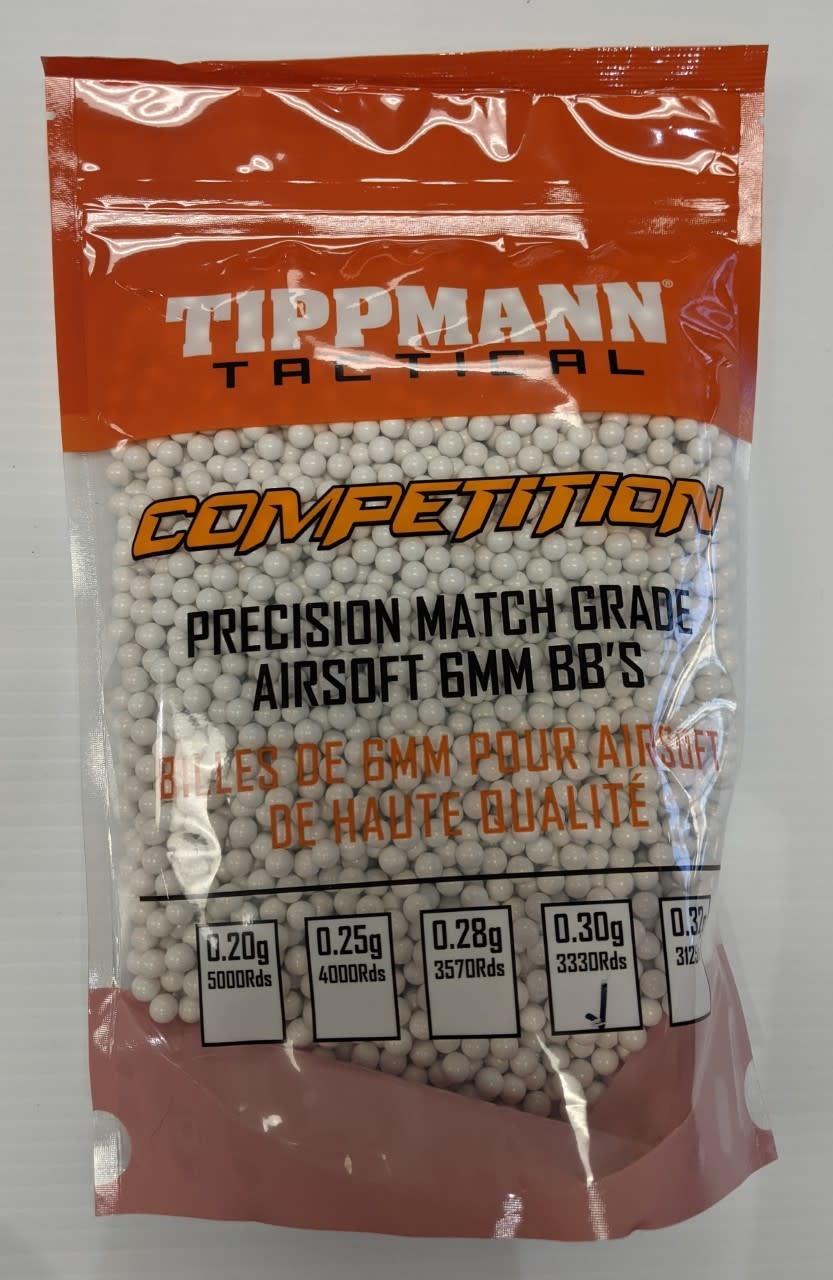 TIPPMANN®
TACTICAL
COMPETITION
PRECISION MATCH GRADE
AIRSOFT 6MM BB'S
BILLES DE 6MM POUR AIRSOFT
DE HAUTE QUALITÉ
0.20g 0.25g 0.28g 0.30g
5000Rds 4000Rds 3570Rds 3330Rds